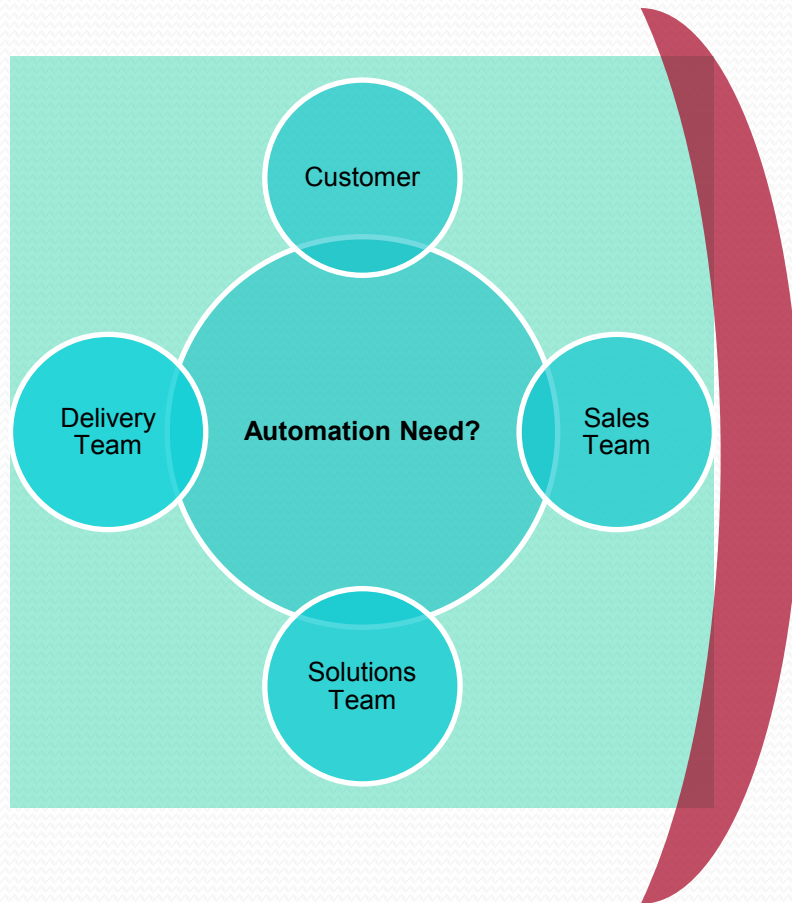 Customer
Delivery
Team
Automation Need?
Sales
Team
Solutions
Team